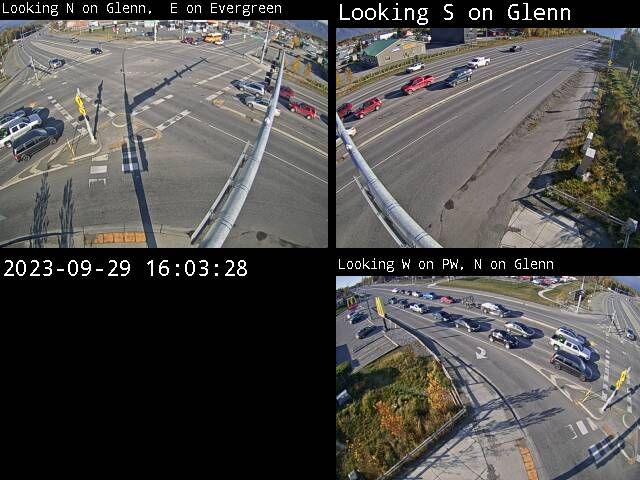 Looking N on Glenn,  E on Evergreen
Looking S on Glenn
2023-09-29 16:03:28
Looking W on PW, N on Glenn